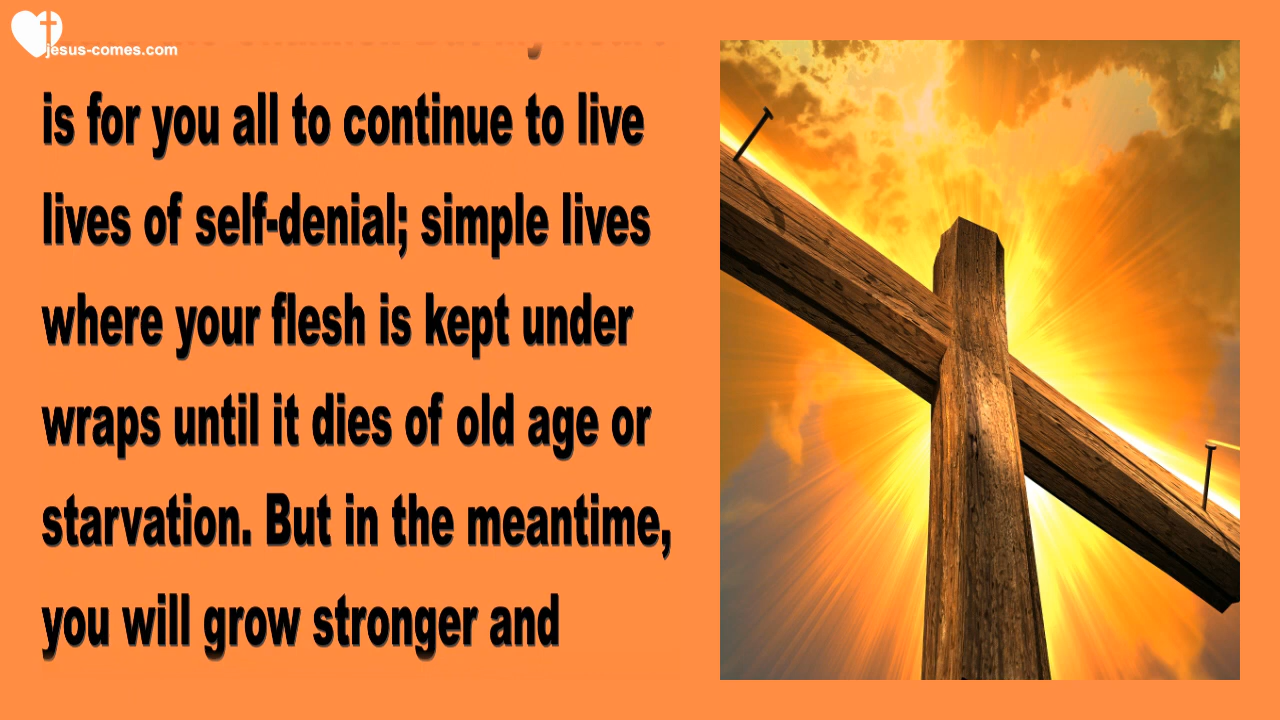 jesus-comes.com
is for you all to continue to live
lives of self-denial; simple lives
where your flesh is kept under
wraps until it dies of old age or
starvation. But in the meantime,
you will grow stronger and